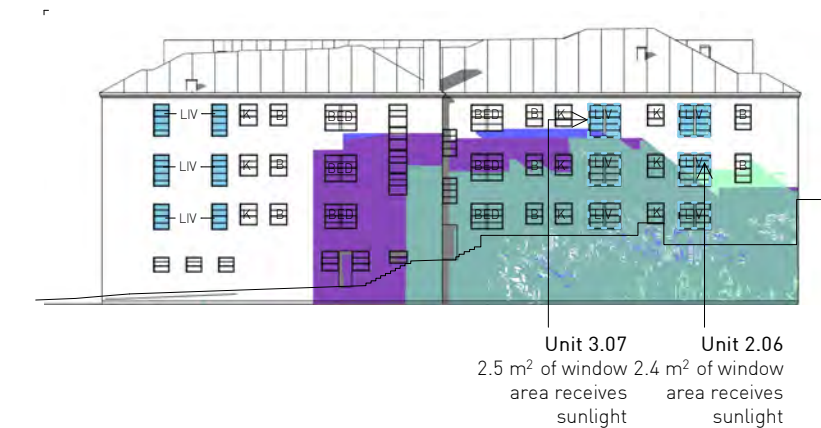 LIV K B BED BED B K LIV K LIV B
LIV K B BED BED B K LIV K LIV B
LIV K B BED BED B K LIV K LIV
Unit 3.07
2.5 m² of window
area receives
sunlight
Unit 2.06
2.4 m² of window
area receives
sunlight